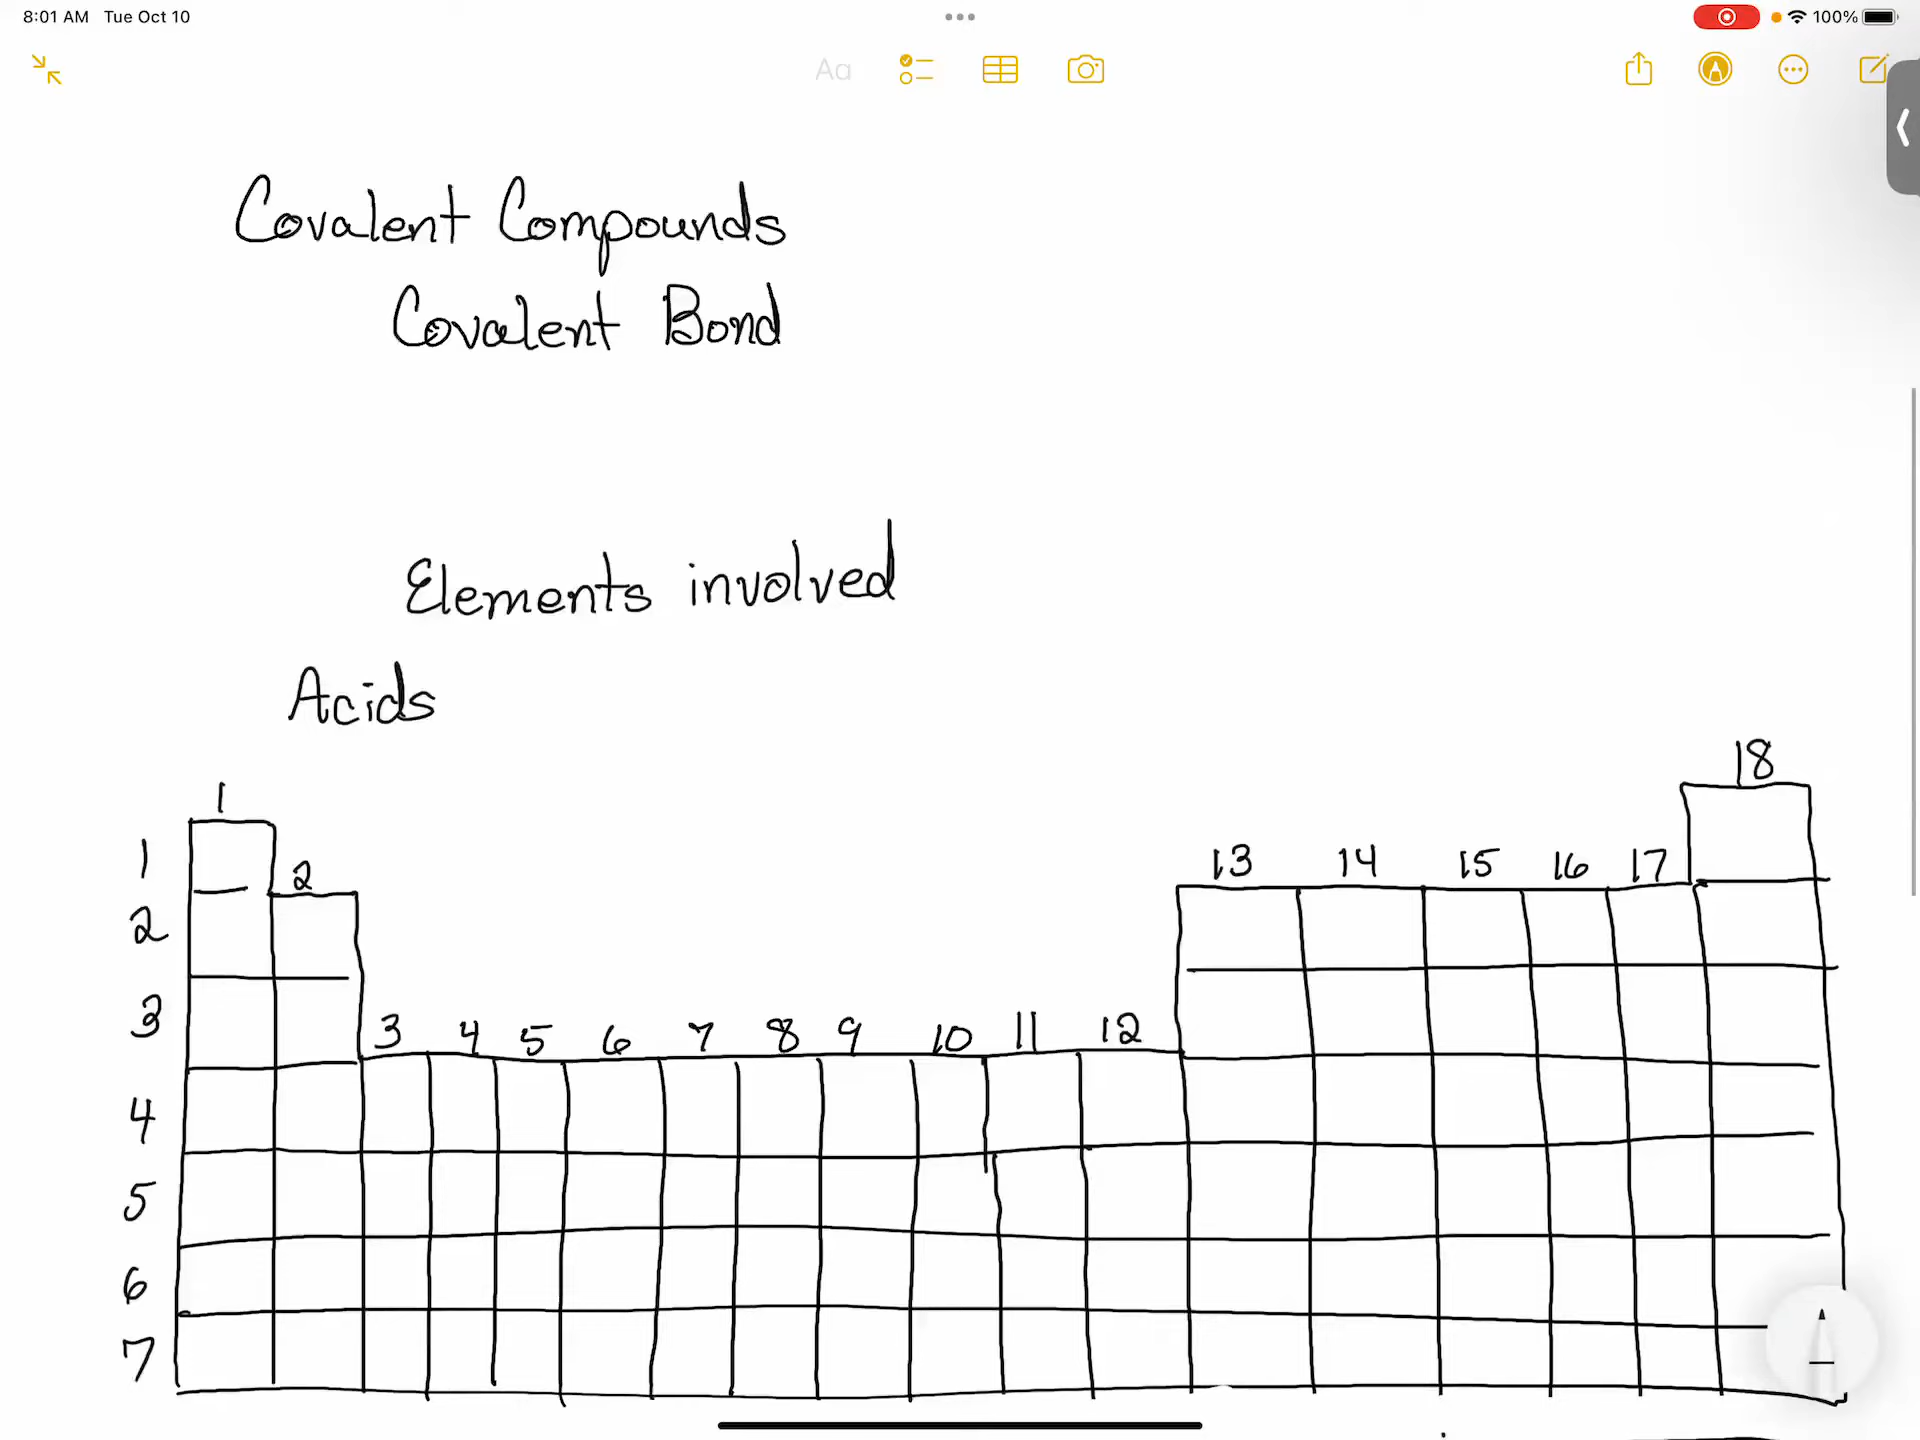 8:01 AM Tue Oct 10
100%
Aa
Covalent Compounds
Covalent Bond
Elements involved
Acids
18
1
1 2 13 14 15 16 17
2
3 3 4 5 6 7 8 9 10 11 12
4
5
6
7